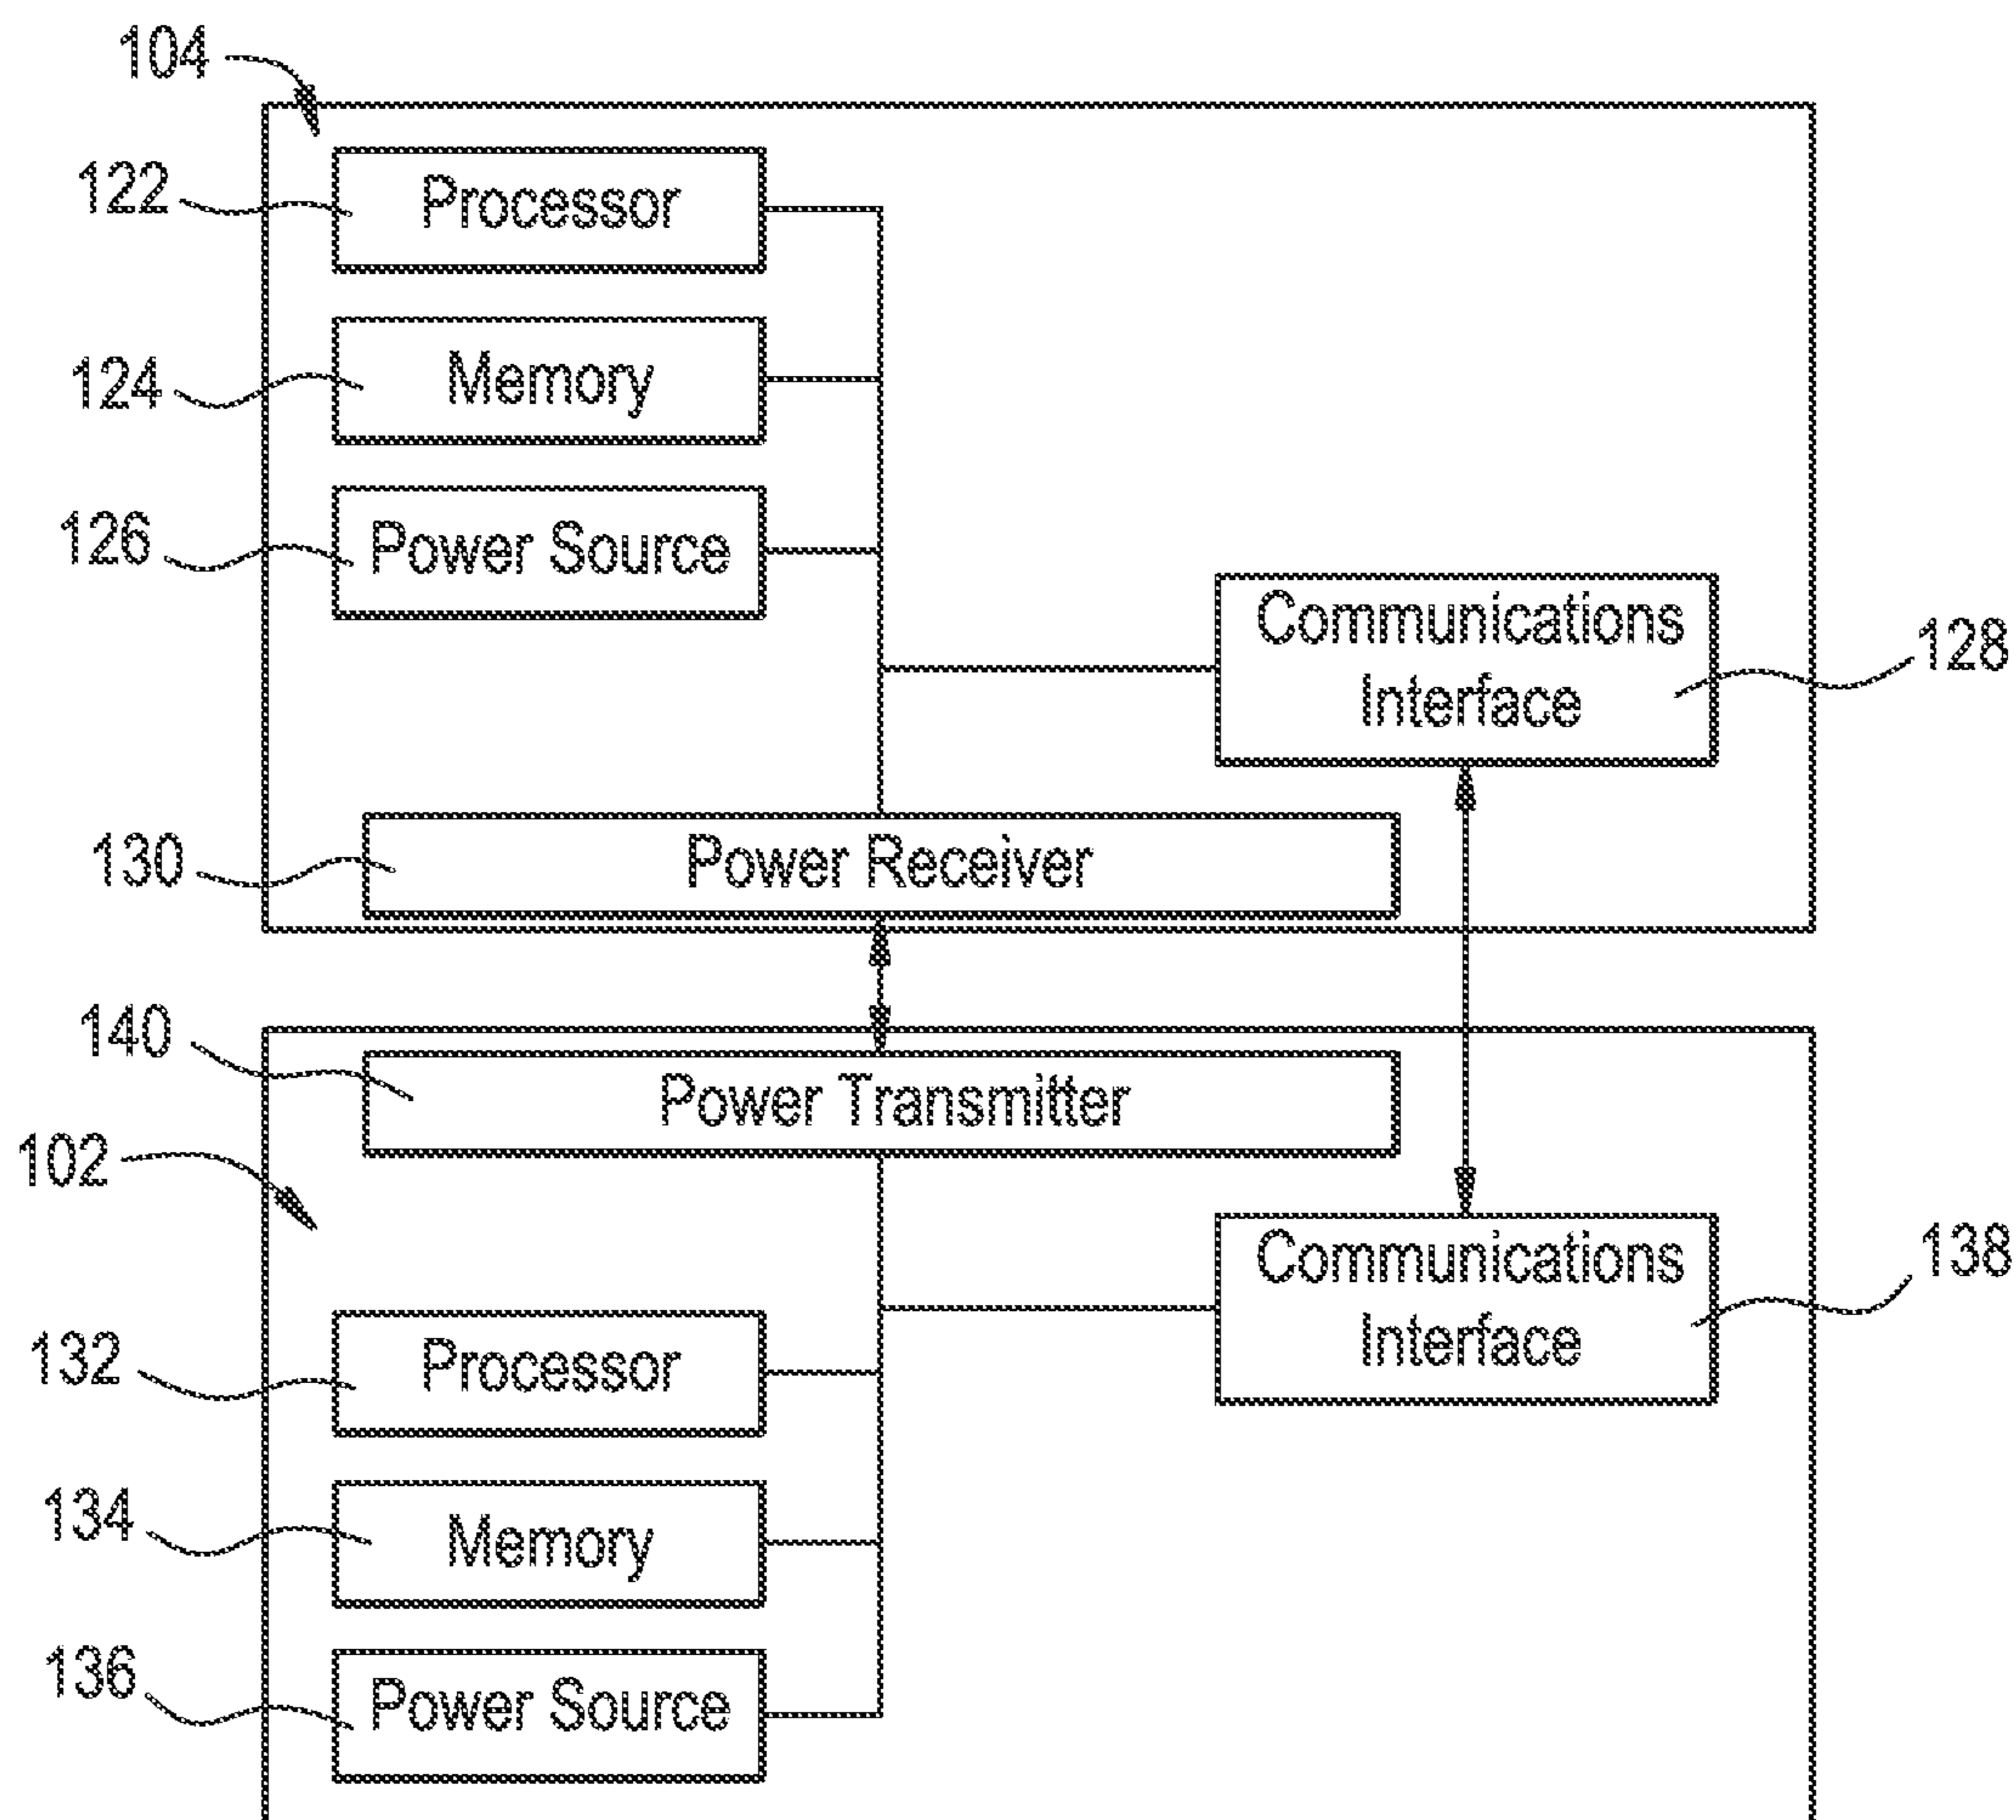 104
122
Processor
124
Memory
126
Power Source
Communications
Interface
128
130
Power Receiver
140
Power Transmitter
102
Communications
Interface
138
132
Processor
134
Memory
136
Power Source